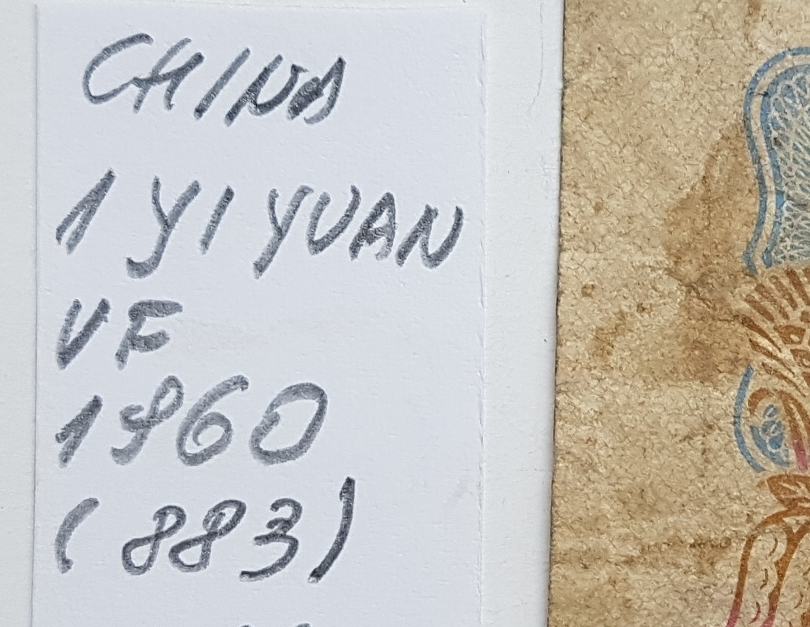 CHINA
1 YI YUAN
VF
1960
(883)